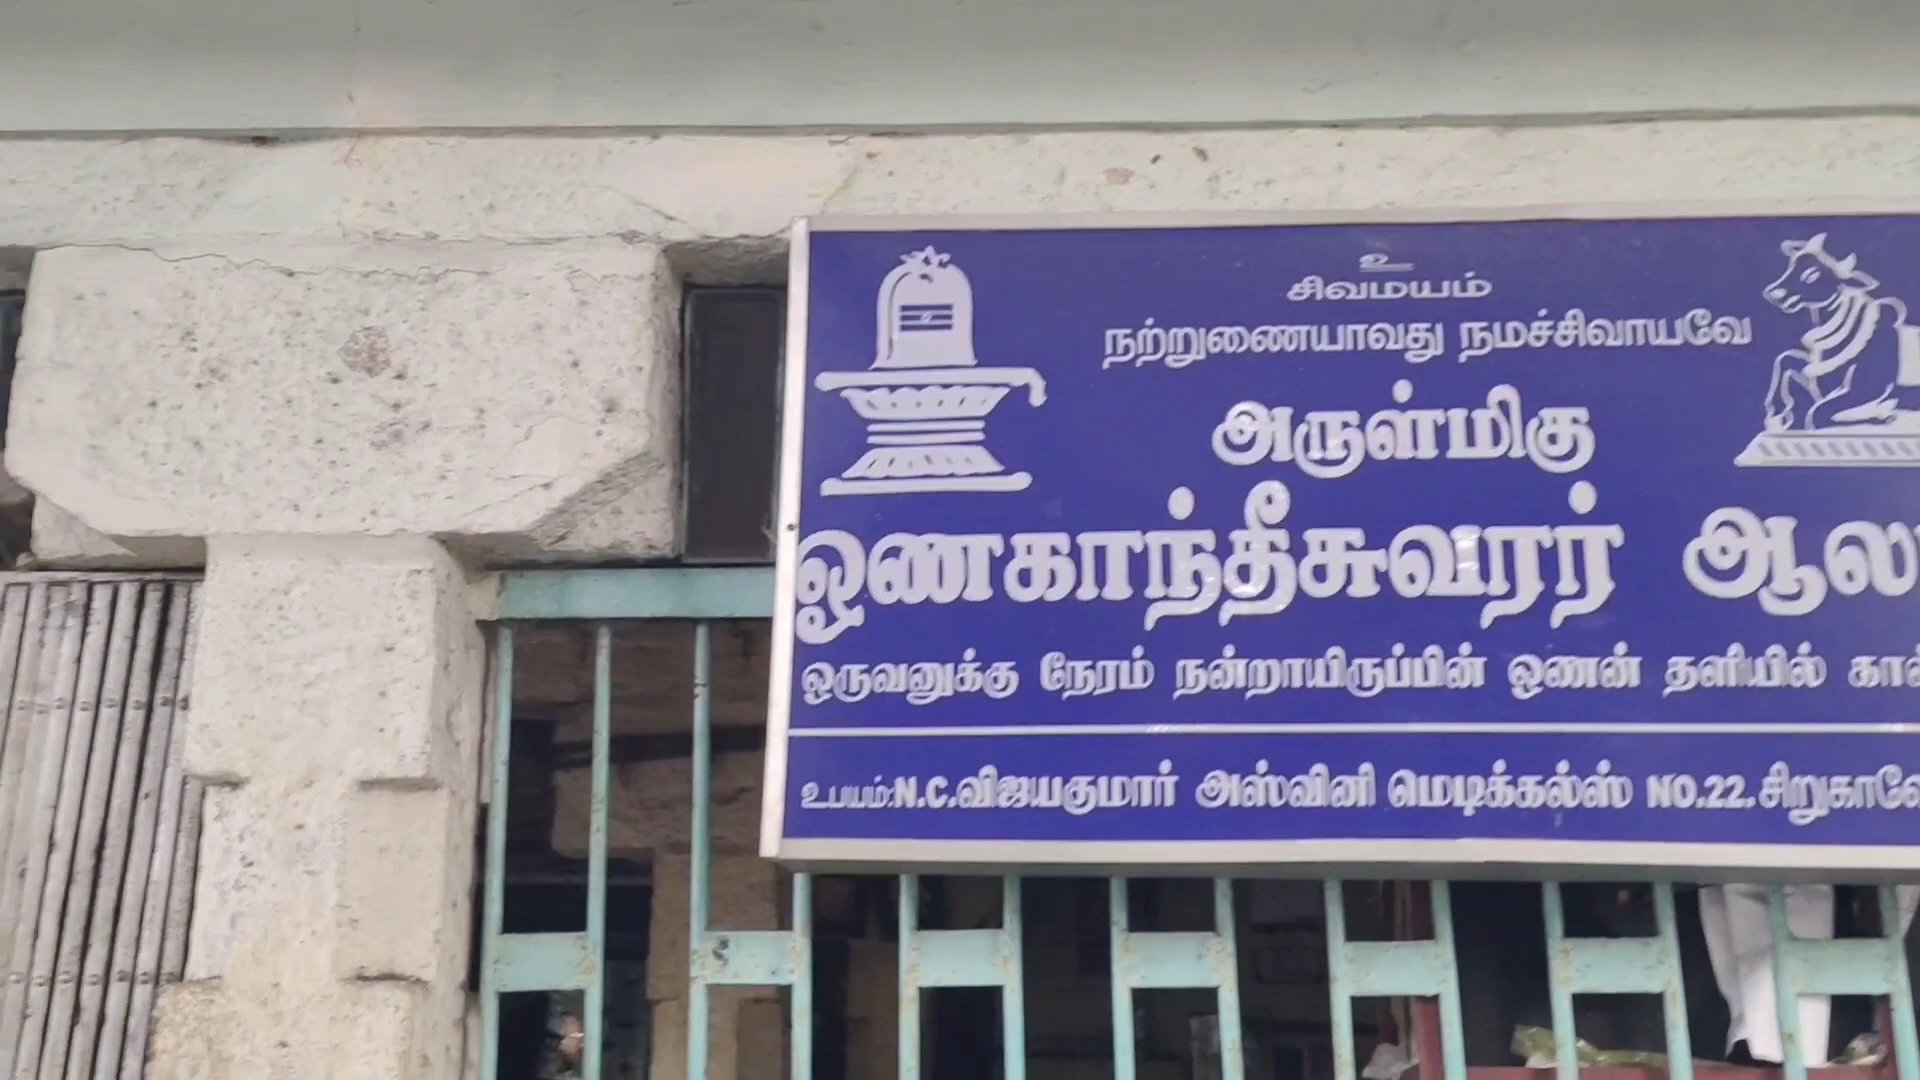 உ
சிவமயம்
நற்றுணையாவது நமச்சிவாயவே
அருள்மிகு
ஓணகாந்தீசுவரர்
ஒருவனுக்கு நேரம் நன்றாயிருப்பின் ஓணன் தளியில்
உபயம்:N.C.விஜயகுமார் அஸ்வினி மெடிக்கல்ஸ் NO.22.